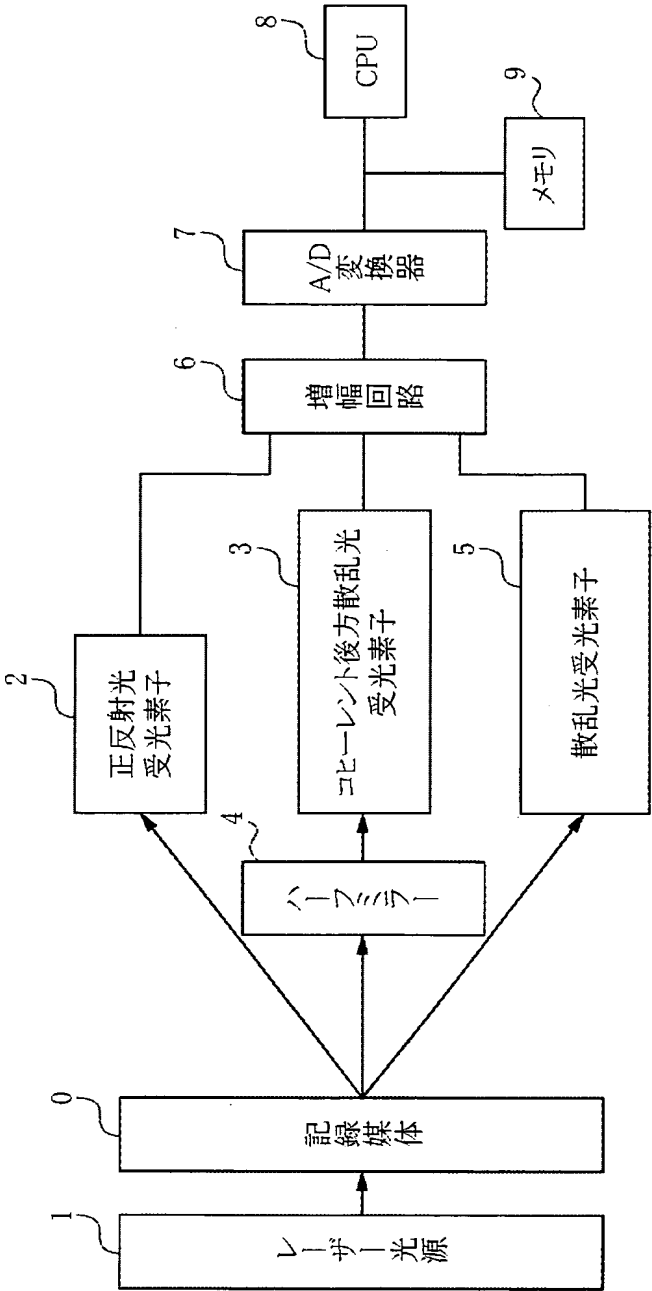 1
レーザー光源
0
記録媒体
2
正反射光
受光素子
4
ハーフミラー
3
コヒーレント後方散乱光
受光素子
5
散乱光受光素子
6
増幅回路
7
A/D
変換器
8
CPU
9
メモリ